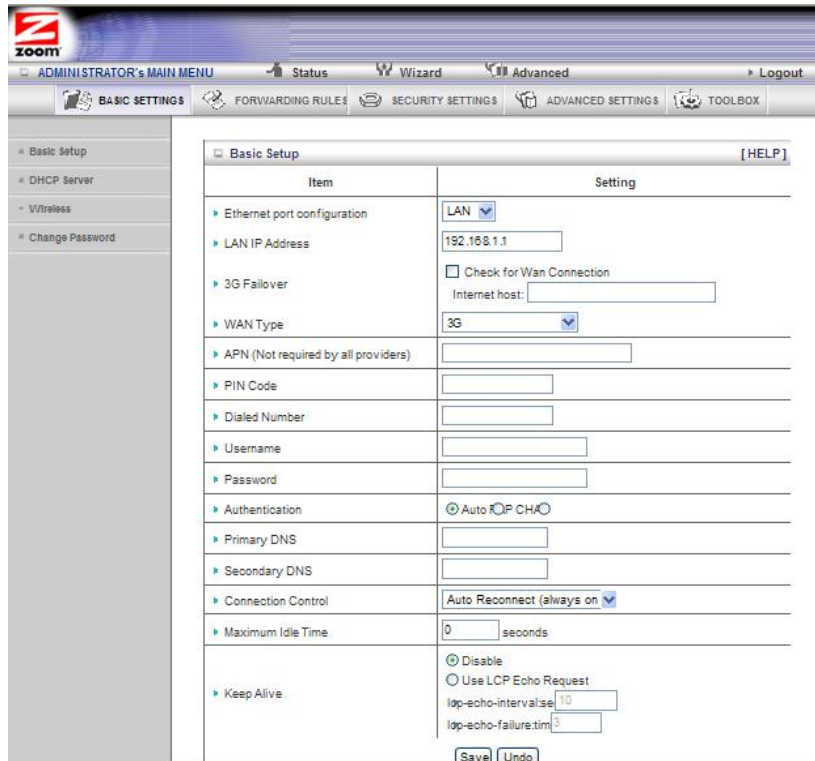 zoom
ADMINISTRATOR's MAIN MENU Status Wizard Advanced Logout
BASIC SETTINGS FORWARDING RULES SECURITY SETTINGS ADVANCED SETTINGS TOOLBOX
Basic Setup
DHCP Server
Wireless
Change Password
Basic Setup [HELP]
Item Setting
Ethernet port configuration LAN
LAN IP Address 192.168.1.1
3G Failover Check for Wan Connection
Internet host:
WAN Type 3G
APN (Not required by all providers)
PIN Code
Dialed Number
Username
Password
Authentication Auto
Primary DNS
Secondary DNS
Connection Control Auto Reconnect (always on
Maximum Idle Time 0 seconds
Keep Alive Disable
Use LCP Echo Request
10
3
Save Undo